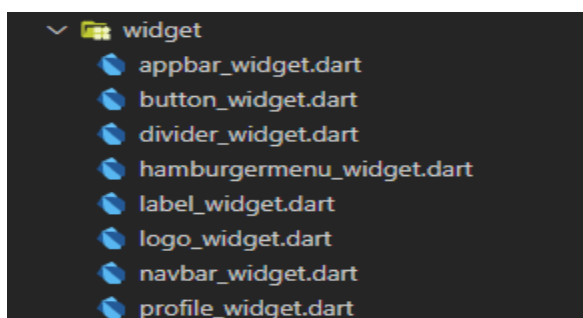 widget
appbar_widget.dart
button_widget.dart
divider_widget.dart
hamburgermenu_widget.dart
label_widget.dart
logo_widget.dart
navbar_widget.dart
profile_widget.dart